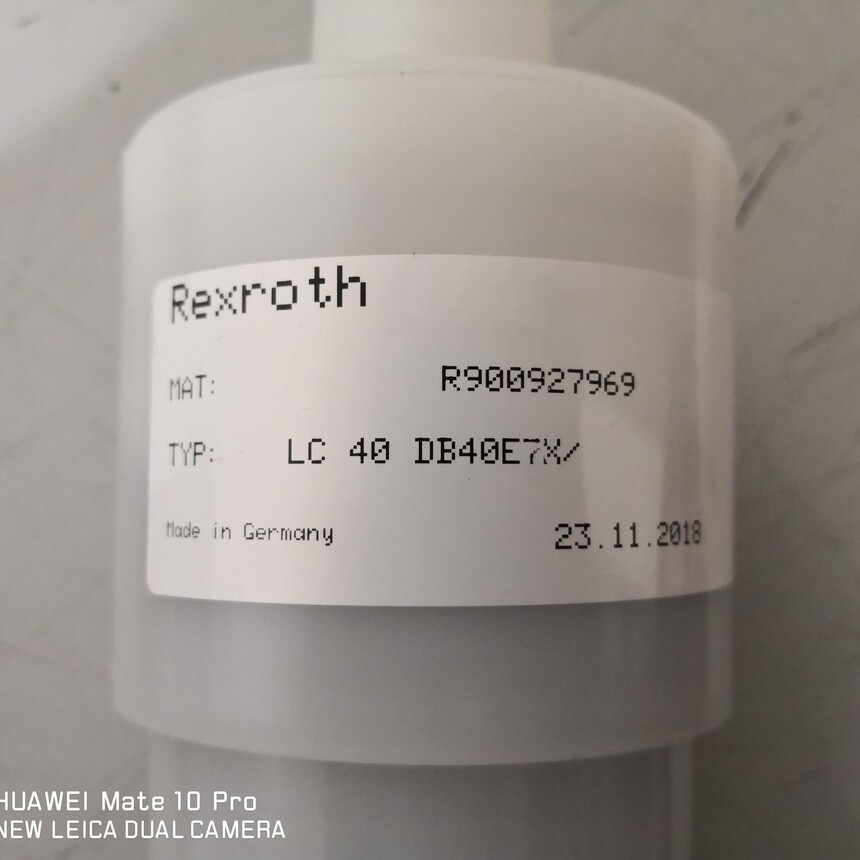 Rexroth
MAT: R900927969
TYP: LC 40 DB40E7X/
Made in Germany 23.11.2018
HUAWEI Mate 10 Pro
NEW LEICA DUAL CAMERA